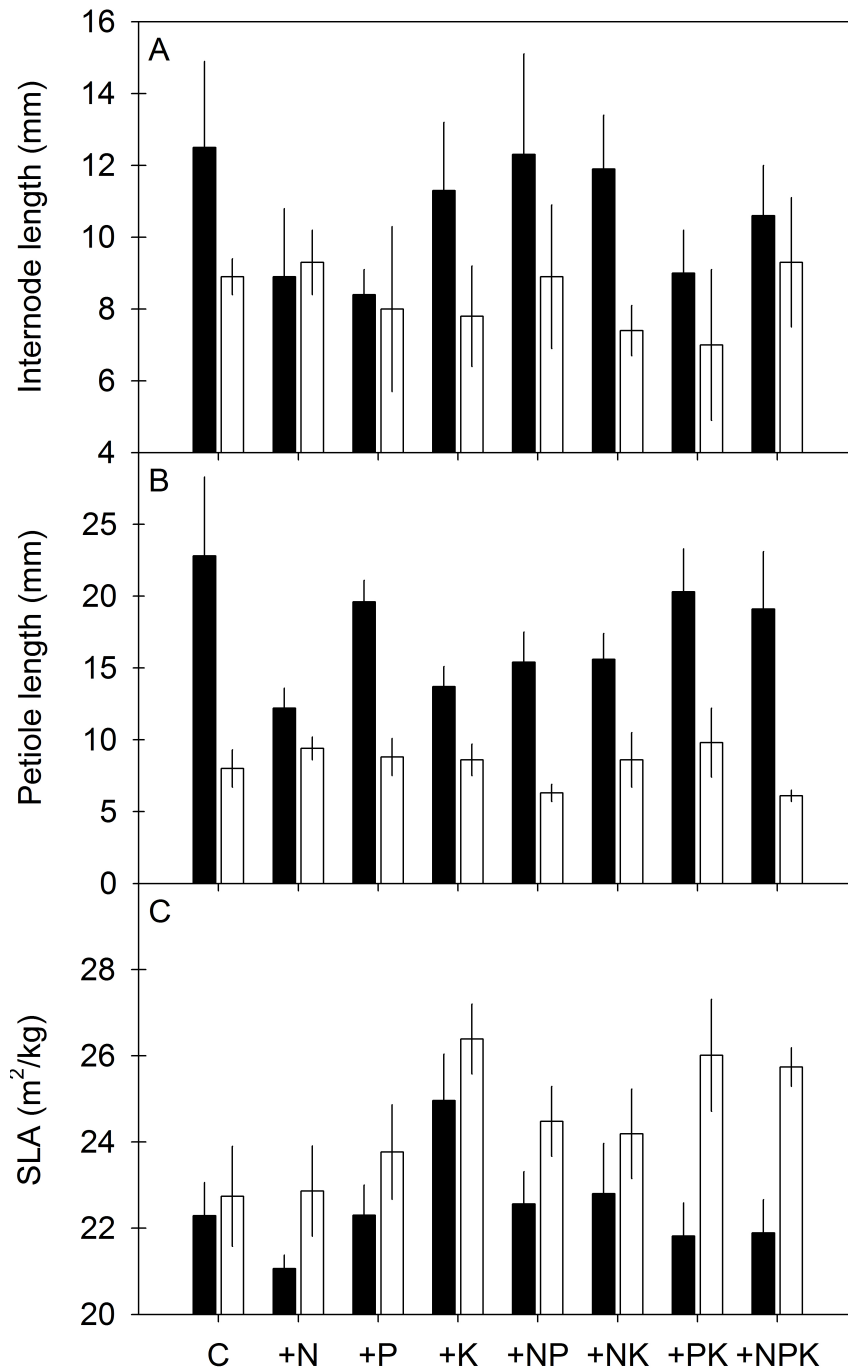 A
Internode length (mm)
16
14
12
10
8
6
4
B
Petiole length (mm)
25
20
15
10
5
0
C
SLA (m²/kg)
28
26
24
22
20
C +N +P +K +NP +NK +PK +NPK